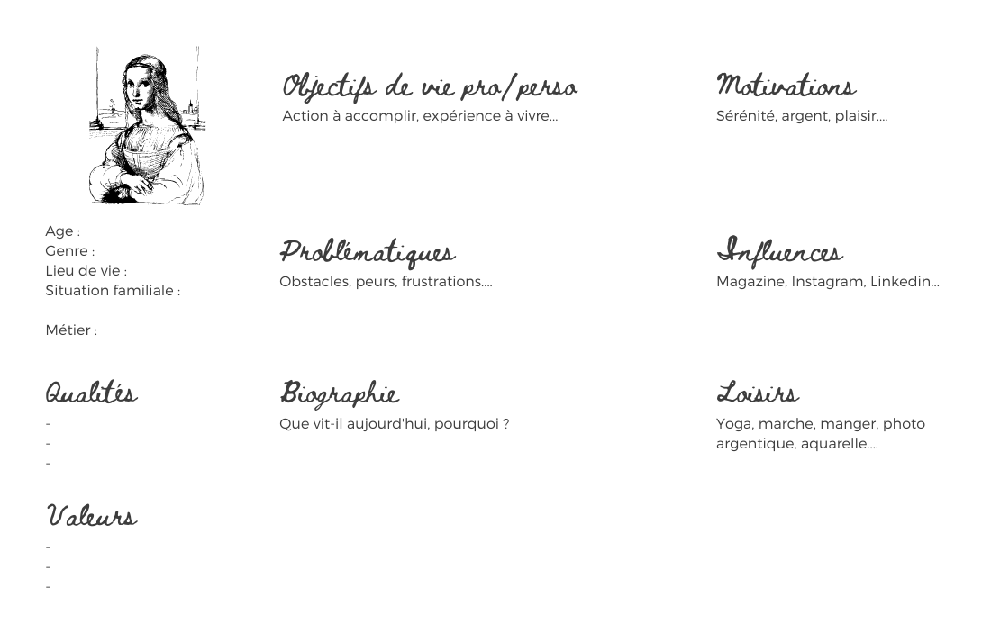 Age :
Genre :
Lieu de vie :
Situation familiale :
Métier :
Qualités
-
-
-
Valeurs
-
-
-
Objectifs de vie pro/perso
Action à accomplir, expérience à vivre...
Problématiques
Obstacles, peurs, frustrations....
Biographie
Que vit-il aujourd'hui, pourquoi ?
Motivations
Sérénité, argent, plaisir....
Influences
Magazine, Instagram, Linkedin...
Loisirs
Yoga, marche, manger, photo
argentique, aquarelle....